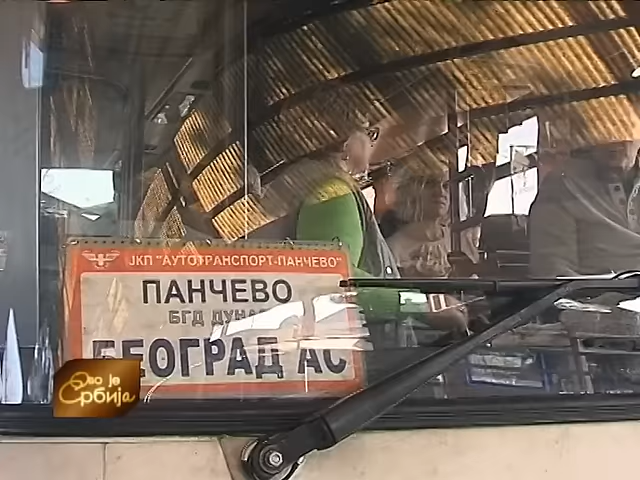 ЈКП "АУТОТРАНСПОРТ-ПАНЧЕВО"
ПАНЧЕВО
БГД ДУНАВ
БЕОГРАД АС
Ово је
Србија